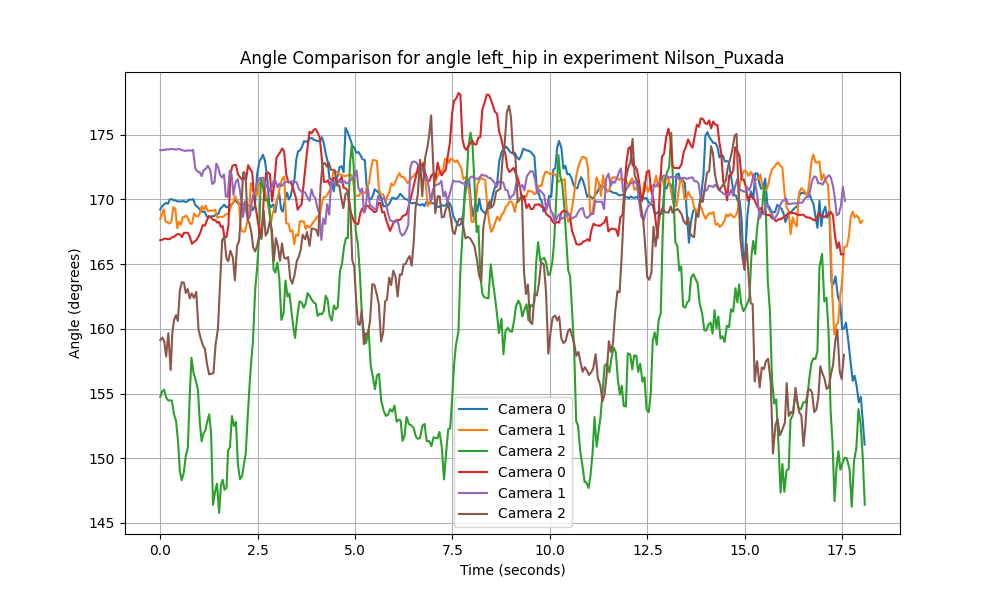 Angle Comparison for angle left_hip in experiment Nilson_Puxada
Angle (degrees)
175
170
165
160
155
150
145
Camera 0
Camera 1
Camera 2
Camera 0
Camera 1
Camera 2
0.0 2.5 5.0 7.5 10.0 12.5 15.0 17.5
Time (seconds)